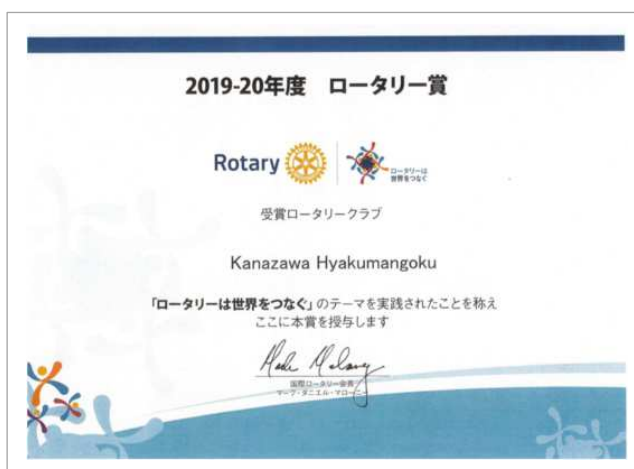 2019-20年度　ロータリー賞
Rotary
ロータリーは
世界をつなぐ
受賞ロータリークラブ
Kanazawa Hyakumangoku
「ロータリーは世界をつなぐ」のテーマを実践されたことを称え
ここに本賞を授与します
国際ロータリー会長
マーク・ダニエル・マローニー